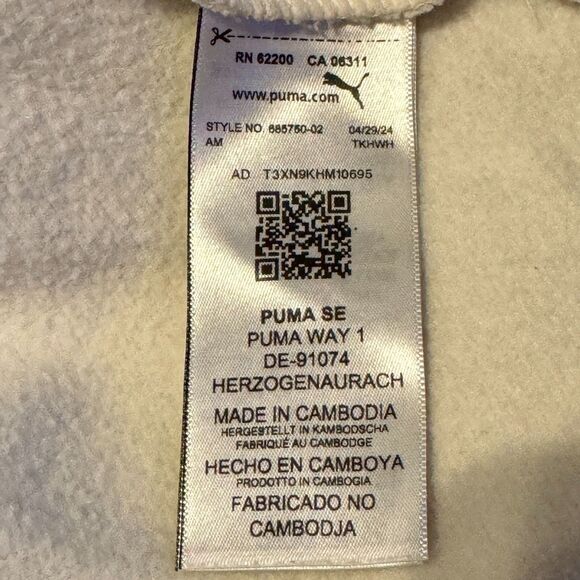 RN 62200 CA 06311
www.puma.com
STYLE NO. 685750-02 04/29/24
AM TKHWH
AD T3XN9KHM10695
PUMA SE
PUMA WAY 1
DE-91074
HERZOGENAURACH
MADE IN CAMBODIA
HERGESTELLT IN KAMBODSCHA
FABRIQUÉ AU CAMBODGE
HECHO EN CAMBOYA
PRODOTTO IN CAMBOGIA
FABRICADO NO
CAMBODJA